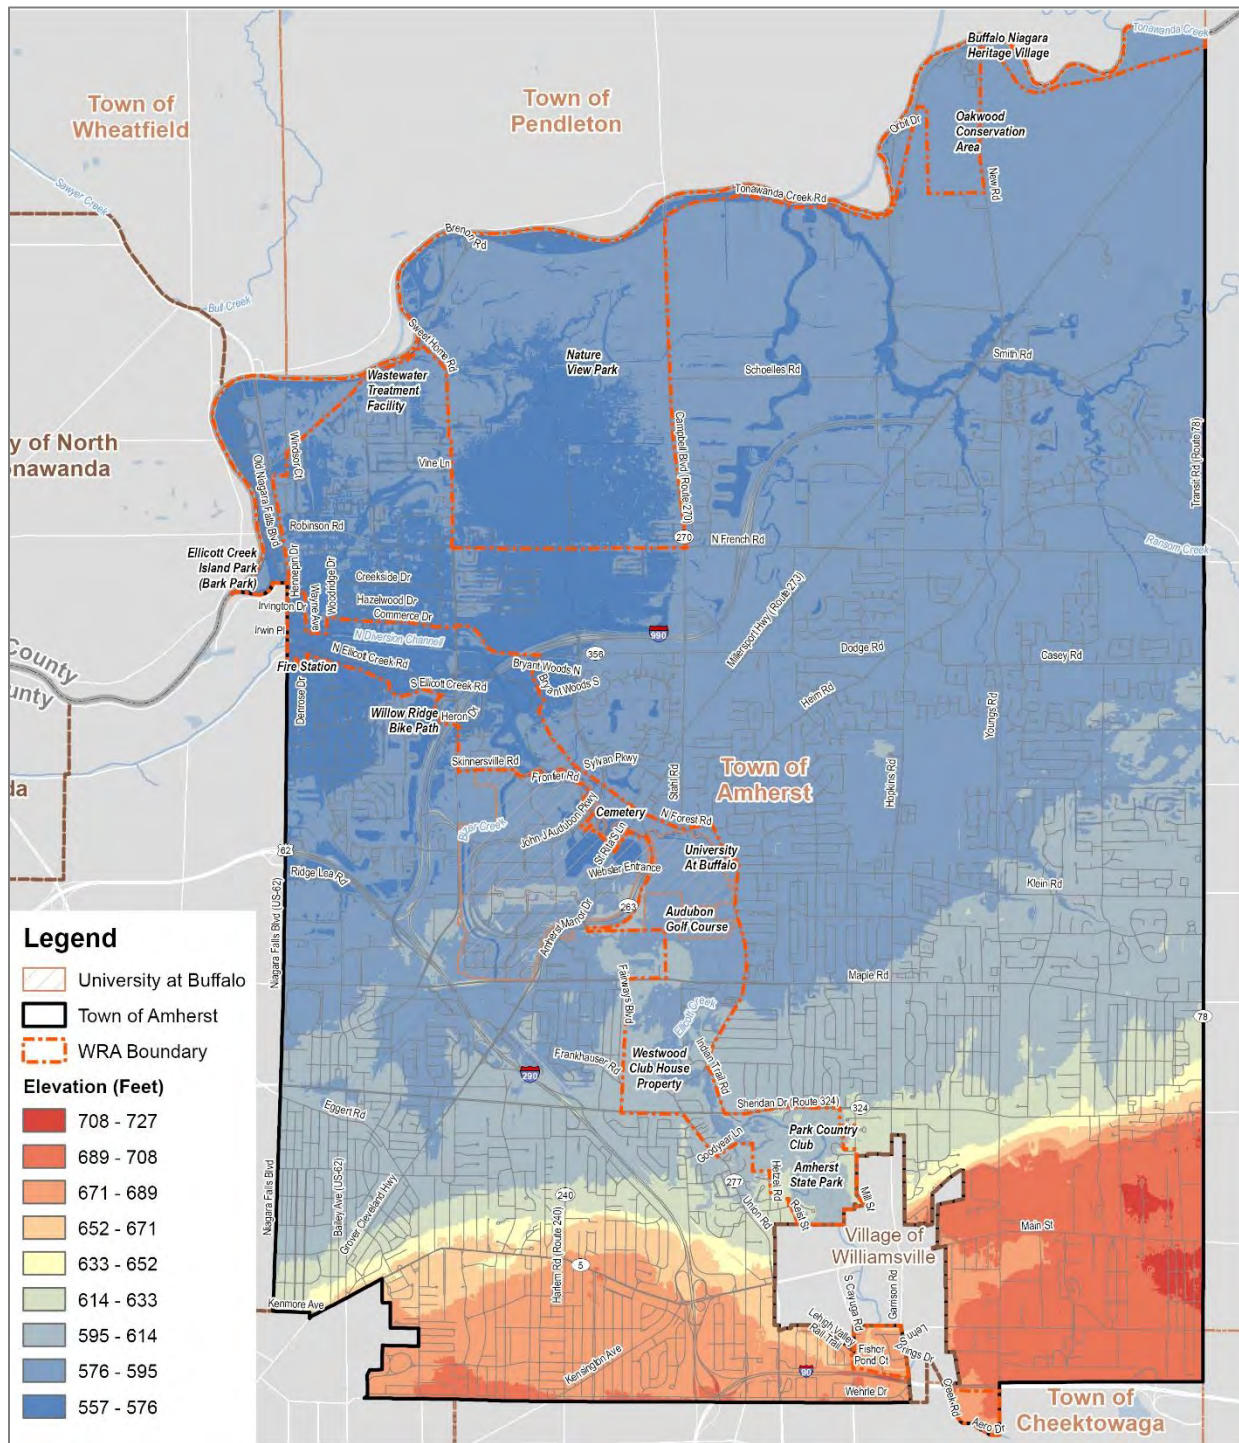 Tonawanda Creek
Buffalo Niagara
Heritage Village
Town of
Wheatfield
Town of
Pendleton
Orbit Dr
Oakwood
Conservation
Area
New Rd
Sawyer Creek
Tonawanda Creek Rd
Brenon Rd
Bull Creek
Sweet Home Rd
Nature
View Park
Smith Rd
Schoelles Rd
Wastewater
Treatment
Facility
Campbell Blvd (Route 270)
Transit Rd (Route 78)
y of North
onawanda
Windsor Ct
Vine Ln
Old Niagara Falls Blvd
Robinson Rd
270
N French Rd
Ransom Creek
Ellicott Creek
Island Park
(Bark Park)
Hennepin Dr
Woodridge Dr
Creekside Dr
Millersport Hwy (Route 273)
Wayne Ave
Hazelwood Dr
Irvington Dr
Commerce Dr
Irwin Pl
N Diversion Channell
990
County
ounty
N Ellicott Creek Rd
356
Dodge Rd
Casey Rd
Fire Station
Bryant Woods N
Bryant Woods S
S Ellicott Creek Rd
Denrose Dr
Heim Rd
Youngs Rd
Willow Ridge
Bike Path
Heron Dr
Skinnersville Rd
Sylvan Pkwy
Frontier Rd
Stahl Rd
Town of
Amherst
Hopkins Rd
da
John J Audubon Pkwy
Cemetery
N Forest Rd
St Rita'S Ln
62
Ridge Lea Rd
University
At Buffalo
Webster Entrance
Klein Rd
Niagara Falls Blvd (US-62)
263
Amherst Manor Dr
Audubon
Golf Course
Legend
University at Buffalo
Town of Amherst
WRA Boundary
Elevation (Feet)
708 - 727
689 - 708
671 - 689
652 - 671
633 - 652
614 - 633
595 - 614
576 - 595
557 - 576
Maple Rd
Fairways Blvd
Ellicott Creek
78
Frankhauser Rd
Westwood
Club House
Property
Indian Trail Rd
290
Eggert Rd
Sheridan Dr (Route 324)
324
Goodyear Ln
Park Country
Club
Niagara Falls Blvd
Bailey Ave (US-62)
Grover Cleveland Hwy
277
Hetzel Rd
Amherst
State Park
Mill St
240
Union Rd
Rest St
Main St
Harlem Rd (Route 240)
5
Village of
Williamsville
Kenmore Ave
S Cayuga Rd
Garrison Rd
Lehigh Valley
Rail Trail
Fisher
Pond Ct
Kensington Ave
90
Wehrle Dr
Creek Rd
Town of
Cheektowaga
Aero Dr